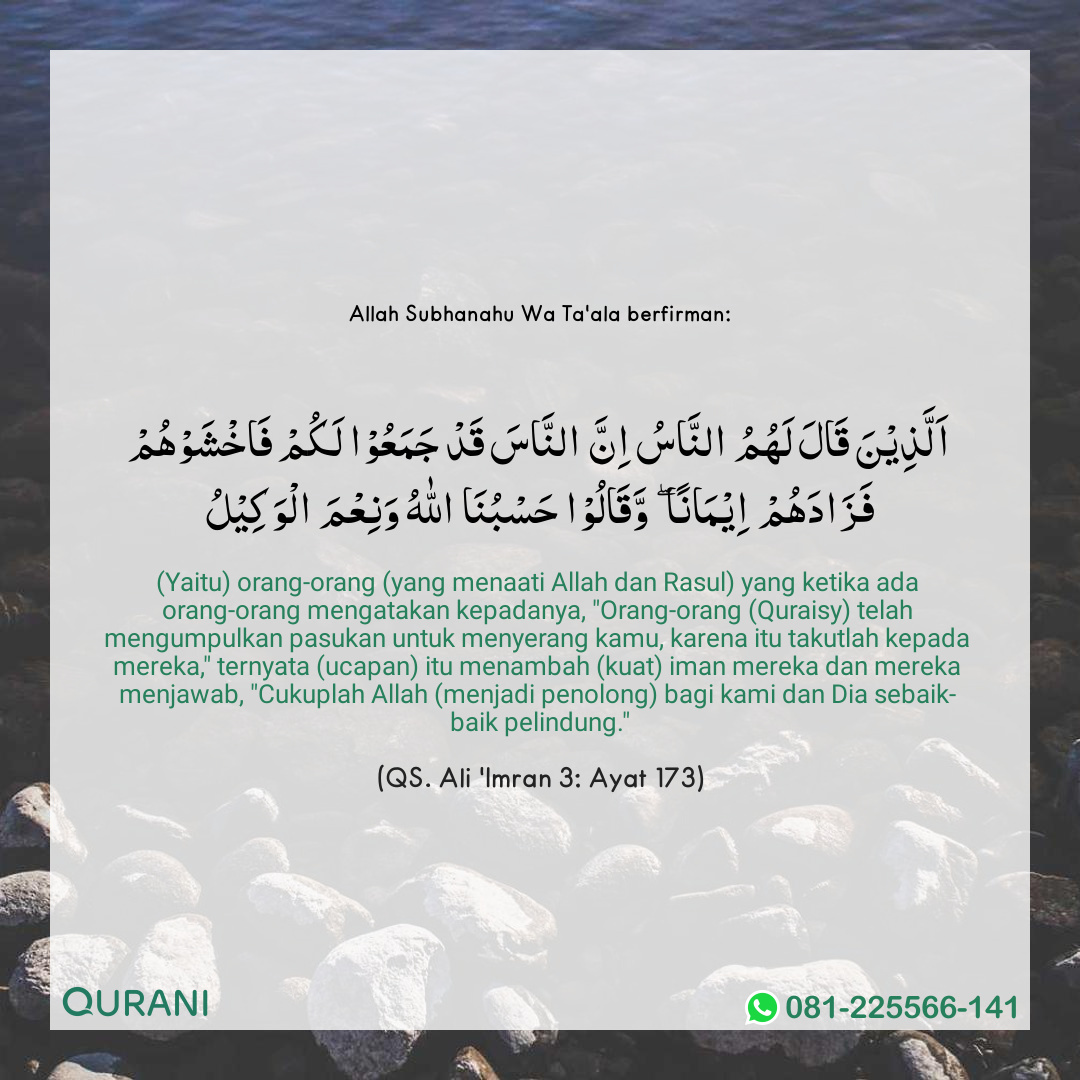 Allah Subhanahu Wa Ta'ala berfirman:
اَلَّذِيْنَ قَالَ لَهُمُ النَّاسُ اِنَّ النَّاسَ قَدْ جَمَعُوْا لَـكُمْ فَاخْشَوْهُمْ
فَزَادَهُمْ اِيْمَانًا ۖ وَّقَالُوْا حَسْبُنَا اللّٰهُ وَنِعْمَ الْوَكِيْلُ
(Yaitu) orang-orang (yang menaati Allah dan Rasul) yang ketika ada
orang-orang mengatakan kepadanya, "Orang-orang (Quraisy) telah
mengumpulkan pasukan untuk menyerang kamu, karena itu takutlah kepada
mereka," ternyata (ucapan) itu menambah (kuat) iman mereka dan mereka
menjawab, "Cukuplah Allah (menjadi penolong) bagi kami dan Dia sebaik-
baik pelindung."
(QS. Ali 'Imran 3: Ayat 173)
QURANI
081-225566-141